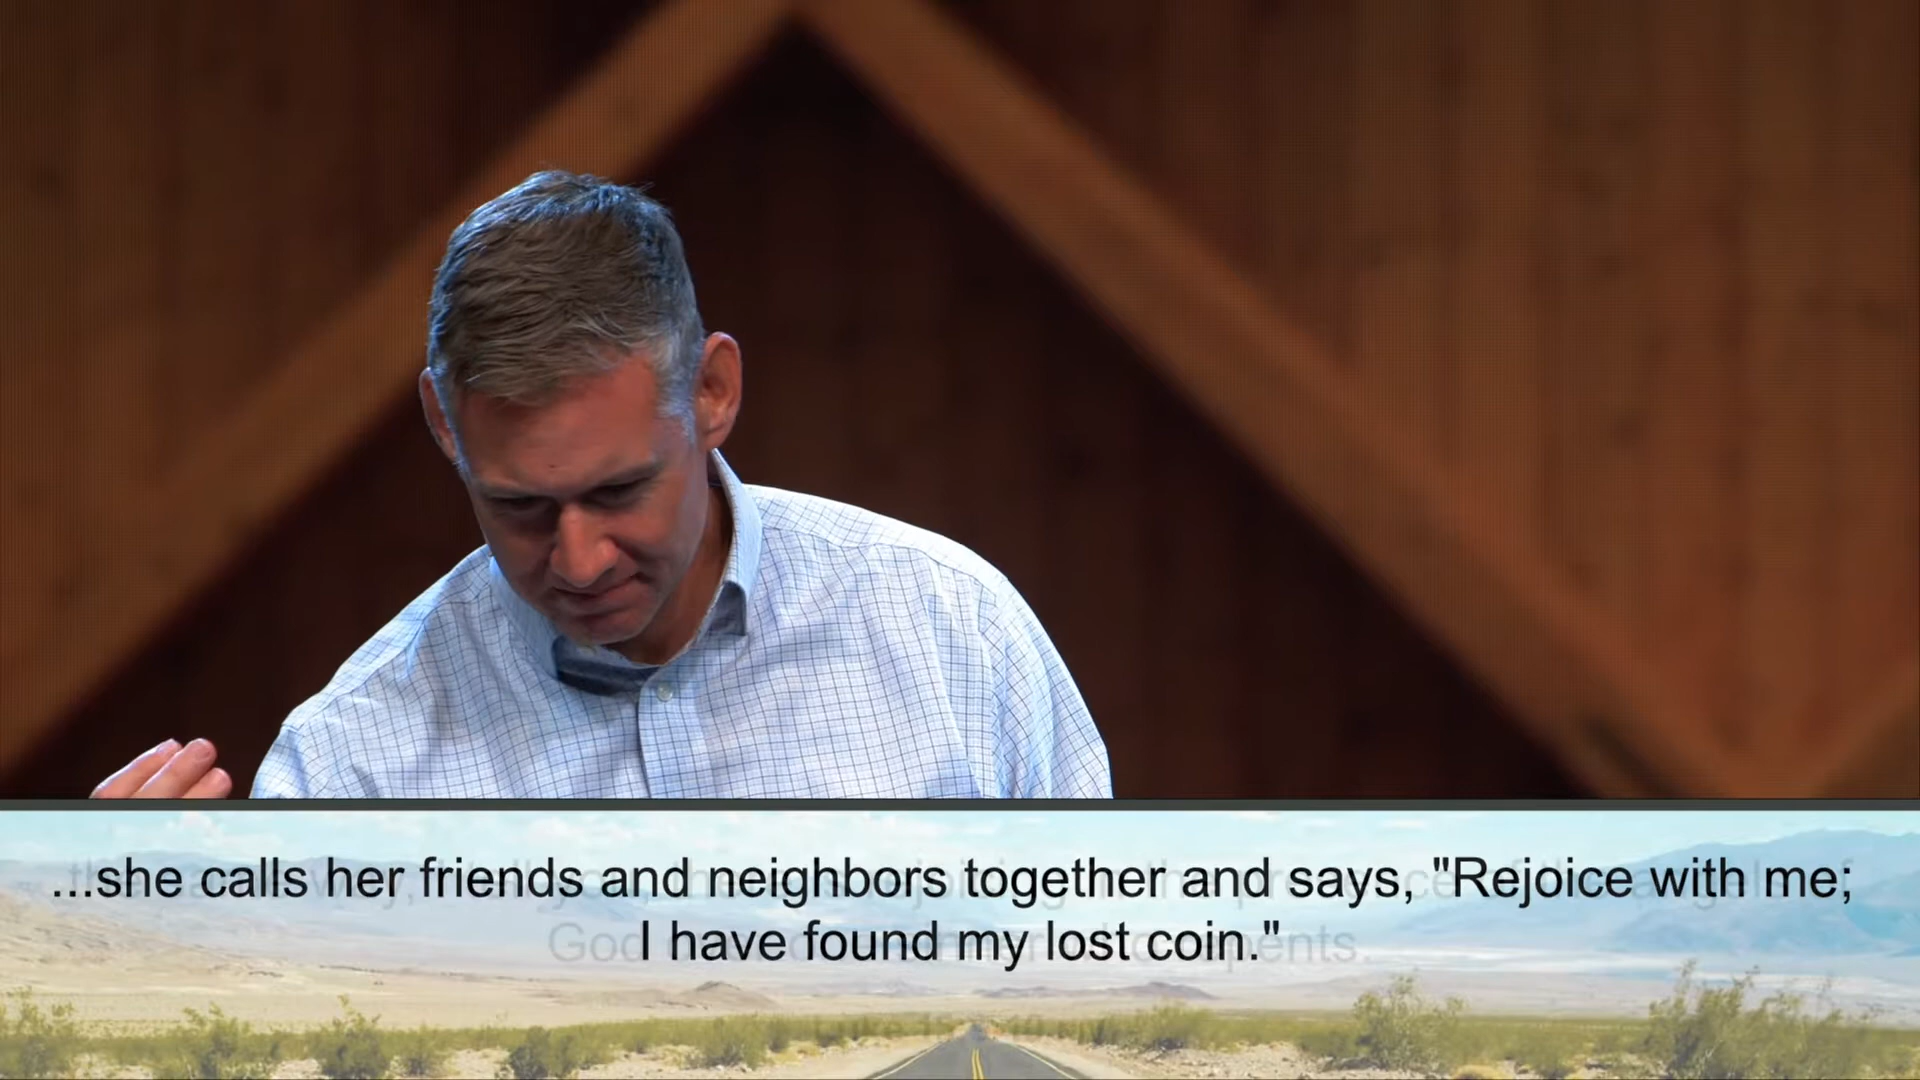 ...she calls her friends and neighbors together and says, "Rejoice with me;
I have found my lost coin."